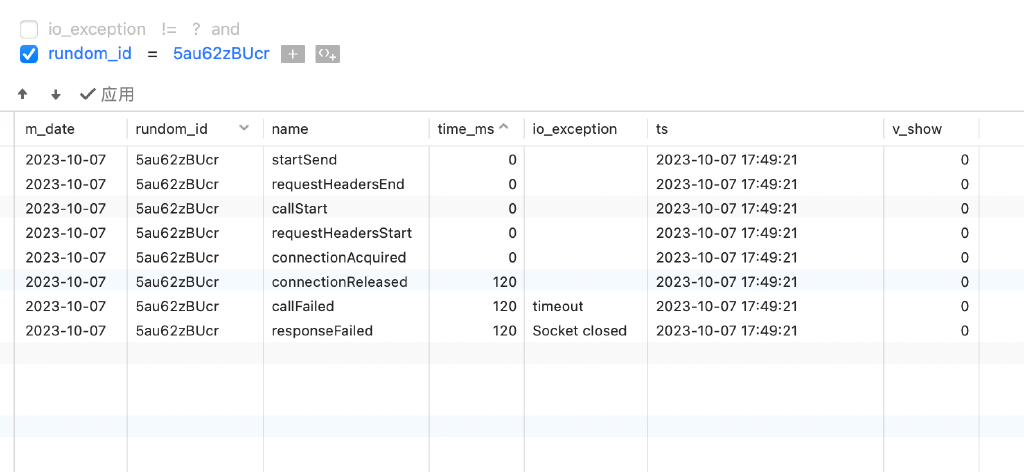 io_exception != ? and
rundom_id = 5au62zBUcr
应用
m_date rundom_id name time_ms io_exception ts v_show
2023-10-07 5au62zBUcr startSend 0 2023-10-07 17:49:21 0
2023-10-07 5au62zBUcr requestHeadersEnd 0 2023-10-07 17:49:21 0
2023-10-07 5au62zBUcr callStart 0 2023-10-07 17:49:21 0
2023-10-07 5au62zBUcr requestHeadersStart 0 2023-10-07 17:49:21 0
2023-10-07 5au62zBUcr connectionAcquired 0 2023-10-07 17:49:21 0
2023-10-07 5au62zBUcr connectionReleased 120 2023-10-07 17:49:21 0
2023-10-07 5au62zBUcr callFailed 120 timeout 2023-10-07 17:49:21 0
2023-10-07 5au62zBUcr responseFailed 120 Socket closed 2023-10-07 17:49:21 0